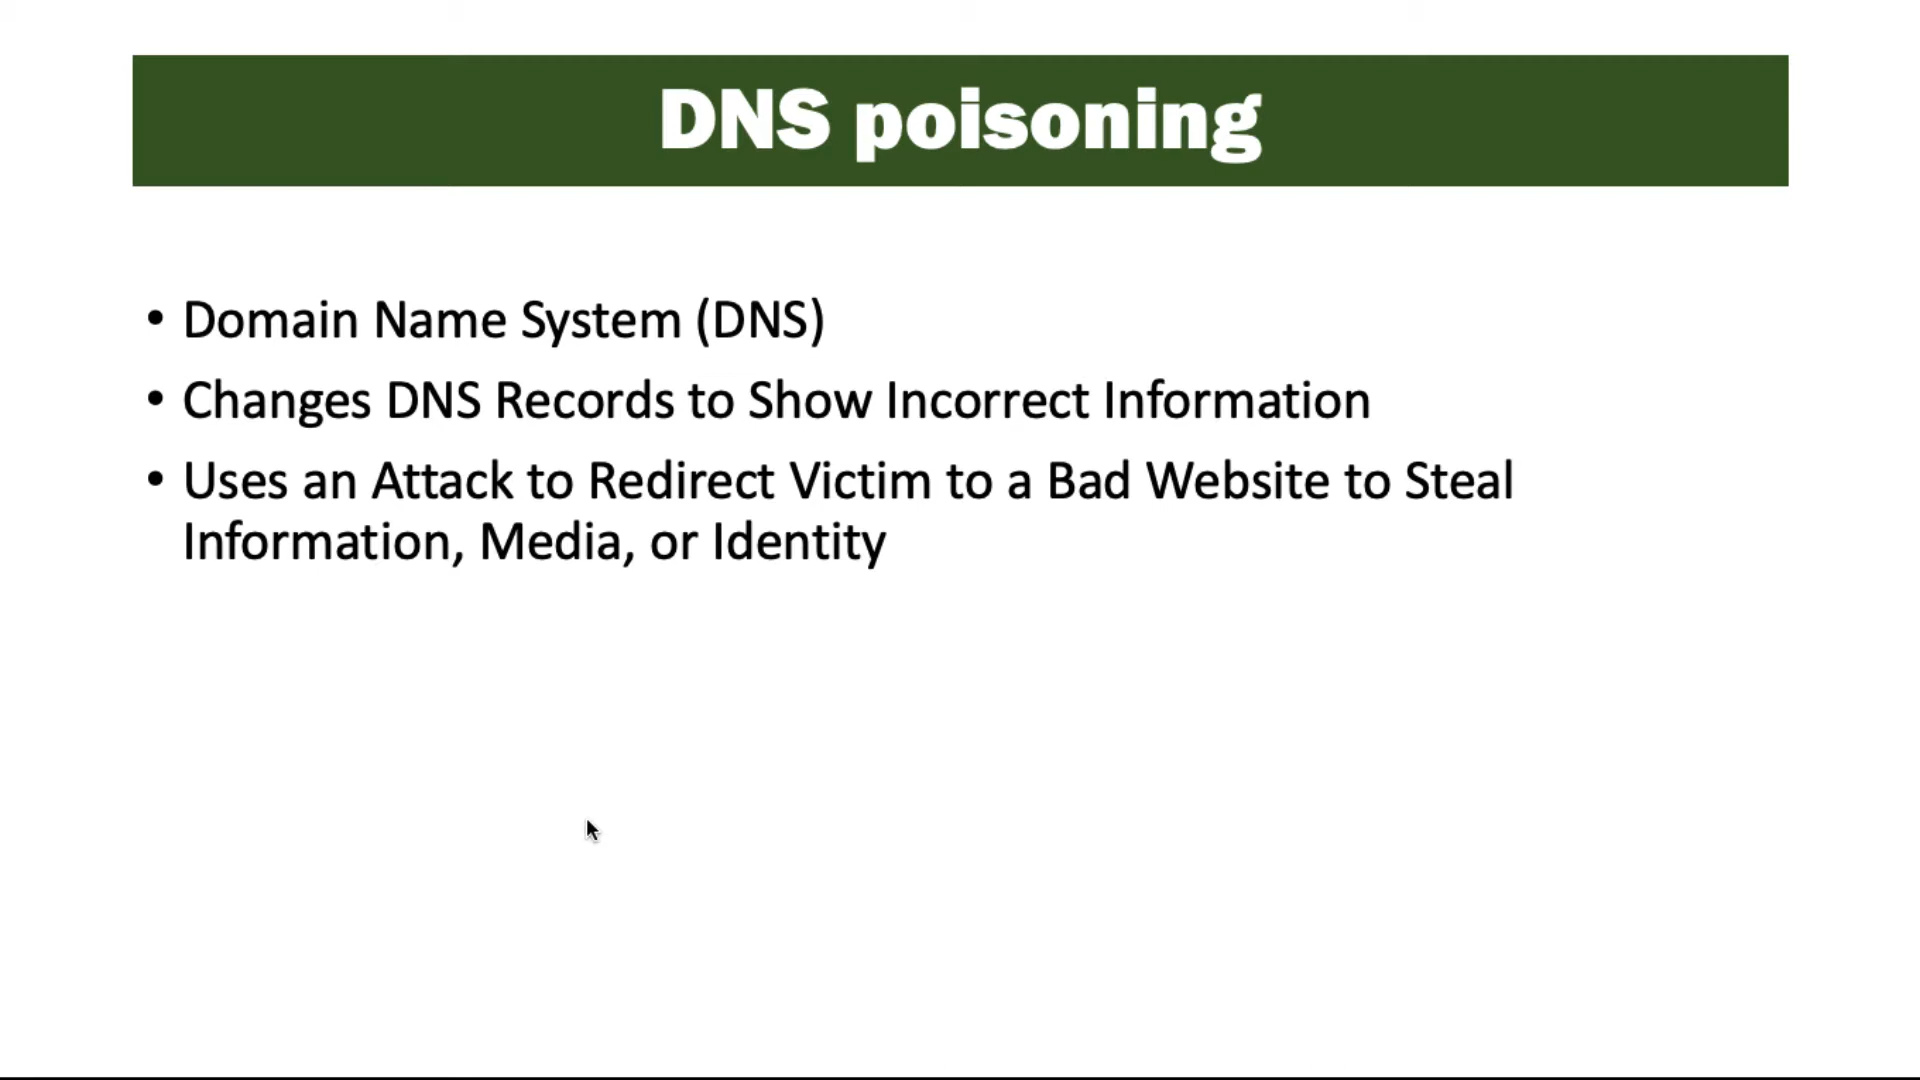 DNS poisoning
• Domain Name System (DNS)
• Changes DNS Records to Show Incorrect Information
• Uses an Attack to Redirect Victim to a Bad Website to Steal
Information, Media, or Identity